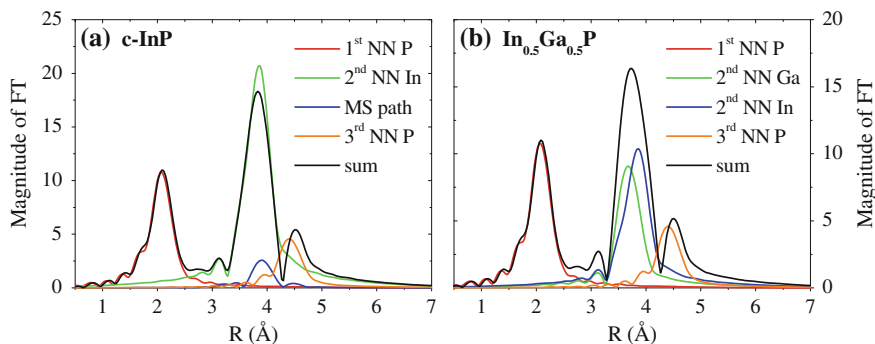 (a) c-InP
1st NN P
2nd NN In
MS path
3rd NN P
sum
Magnitude of FT
25
20
15
10
5
0
1 2 3 4 5 6 7
R (Å)
(b) In0.5Ga0.5P
1st NN P
2nd NN Ga
2nd NN In
3rd NN P
sum
20
15
10
5
0
Magnitude of FT
1 2 3 4 5 6 7
R (Å)